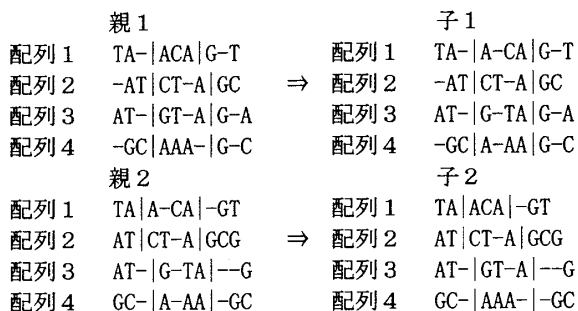 親1 子1
配列1 TA-|ACA|G-T 配列1 TA-|A-CA|G-T
配列2 -AT|CT-A|GC ⇒ 配列2 -AT|CT-A|GC
配列3 AT-|GT-A|G-A 配列3 AT-|G-TA|G-A
配列4 -GC|AAA-|G-C 配列4 -GC|A-AA|G-C
親2 子2
配列1 TA|A-CA|-GT 配列1 TA|ACA|-GT
配列2 AT|CT-A|GCG ⇒ 配列2 AT|CT-A|GCG
配列3 AT-|G-TA|--G 配列3 AT-|GT-A|--G
配列4 GC-|A-AA|-GC 配列4 GC-|AAA-|-GC